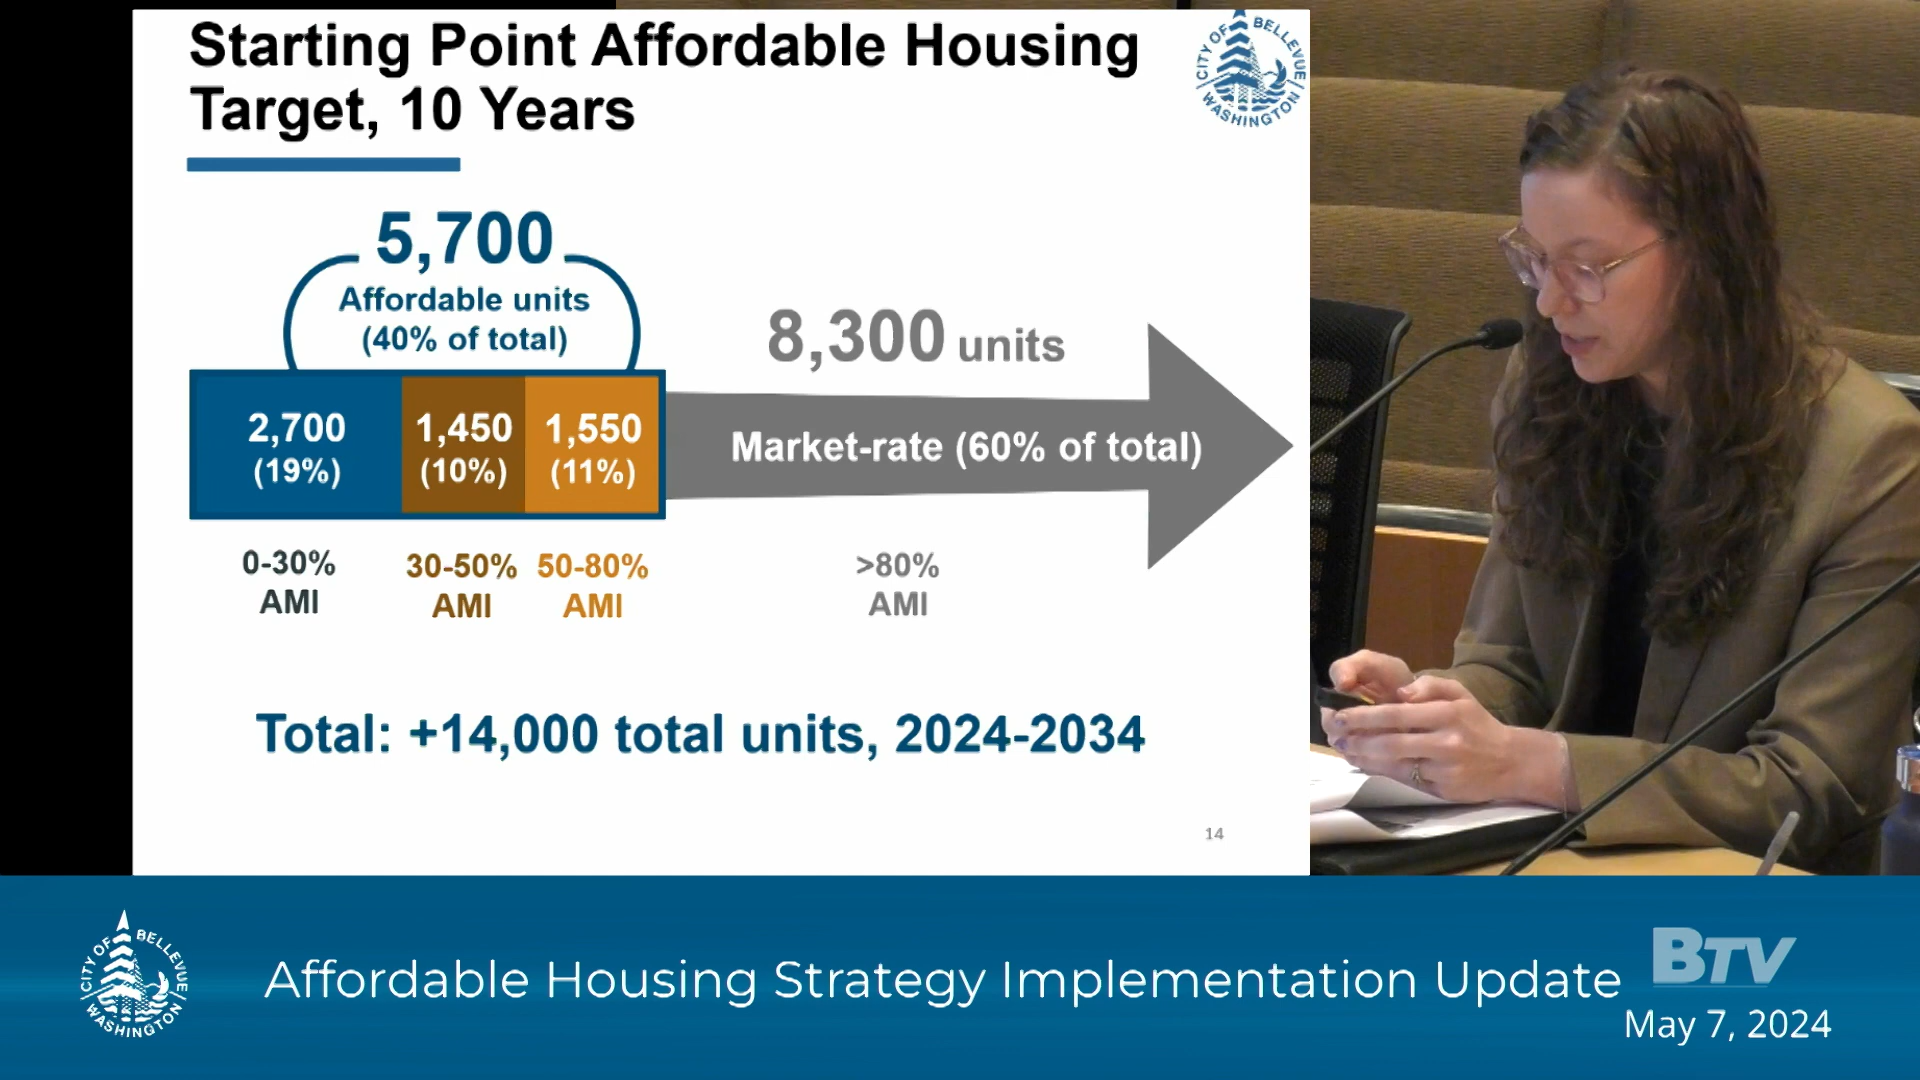 Starting Point Affordable Housing
Target, 10 Years
CITY OF BELLEVUE
WASHINGTON
5,700
Affordable units
(40% of total)
8,300 units
2,700
(19%)
1,450
(10%)
1,550
(11%)
Market-rate (60% of total)
0-30%
AMI
30-50%
AMI
50-80%
AMI
>80%
AMI
Total: +14,000 total units, 2024-2034
14
CITY OF BELLEVUE
WASHINGTON
Affordable Housing Strategy Implementation Update
BTV
May 7, 2024